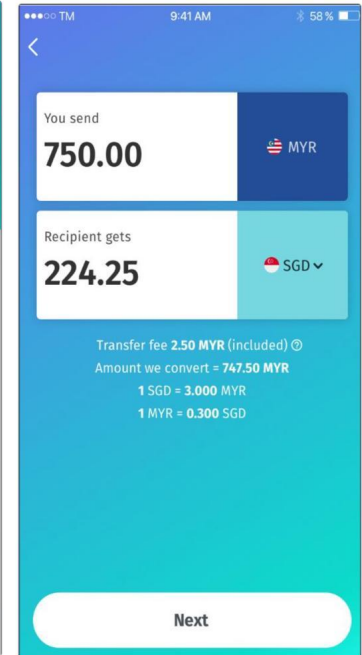 TM 9:41 AM 58 %
You send
750.00
MYR
Recipient gets
224.25
SGD
Transfer fee 2.50 MYR (included) ?
Amount we convert = 747.50 MYR
1 SGD = 3.000 MYR
1 MYR = 0.300 SGD
Next